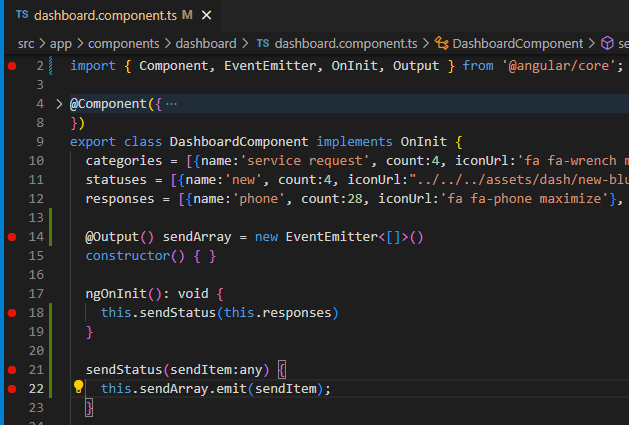 TS dashboard.component.ts M ×
src > app > components > dashboard > TS dashboard.component.ts > DashboardComponent >
2 import { Component, EventEmitter, OnInit, Output } from '@angular/core';
3
4 > @Component({ ···
8 })
9 export class DashboardComponent implements OnInit {
10 categories = [{name:'service request', count:4, iconUrl:'fa fa-wrench
11 statuses = [{name:'new', count:4, iconUrl:"../../../assets/dash/new-blu
12 responses = [{name:'phone', count:28, iconUrl:'fa fa-phone maximize'},
13
14 @Output() sendArray = new EventEmitter<[]>()
15 constructor() { }
16
17 ngOnInit(): void {
18 this.sendStatus(this.responses)
19 }
20
21 sendStatus(sendItem:any) {
22 this.sendArray.emit(sendItem);
23 }